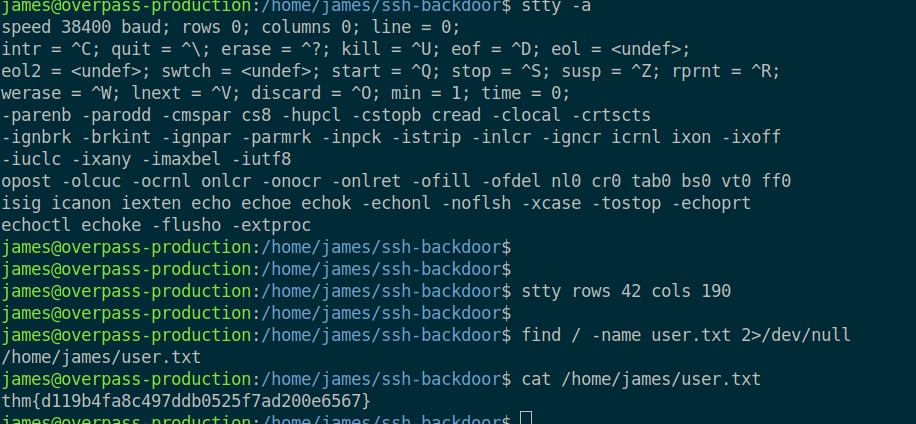 james@overpass-production:/home/james/ssh-backdoor$ stty -a
speed 38400 baud; rows 0; columns 0; line = 0;
intr = ^C; quit = ^\; erase = ^?; kill = ^U; eof = ^D; eol = <undef>;
eol2 = <undef>; swtch = <undef>; start = ^Q; stop = ^S; susp = ^Z; rprnt = ^R;
werase = ^W; lnext = ^V; discard = ^O; min = 1; time = 0;
-parenb -parodd -cmspar cs8 -hupcl -cstopb cread -clocal -crtscts
-ignbrk -brkint -ignpar -parmrk -inpck -istrip -inlcr -igncr icrnl ixon -ixoff
-iuclc -ixany -imaxbel -iutf8
opost -olcuc -ocrnl onlcr -onocr -onlret -ofill -ofdel nl0 cr0 tab0 bs0 vt0 ff0
isig icanon iexten echo echoe echok -echonl -noflsh -xcase -tostop -echoprt
echoctl echoke -flusho -extproc
james@overpass-production:/home/james/ssh-backdoor$
james@overpass-production:/home/james/ssh-backdoor$
james@overpass-production:/home/james/ssh-backdoor$ stty rows 42 cols 190
james@overpass-production:/home/james/ssh-backdoor$
james@overpass-production:/home/james/ssh-backdoor$ find / -name user.txt 2>/dev/null
/home/james/user.txt
james@overpass-production:/home/james/ssh-backdoor$ cat /home/james/user.txt
thm{d119b4fa8c497ddb0525f7ad200e6567}
james@overpass-production:/home/james/ssh-backdoor$